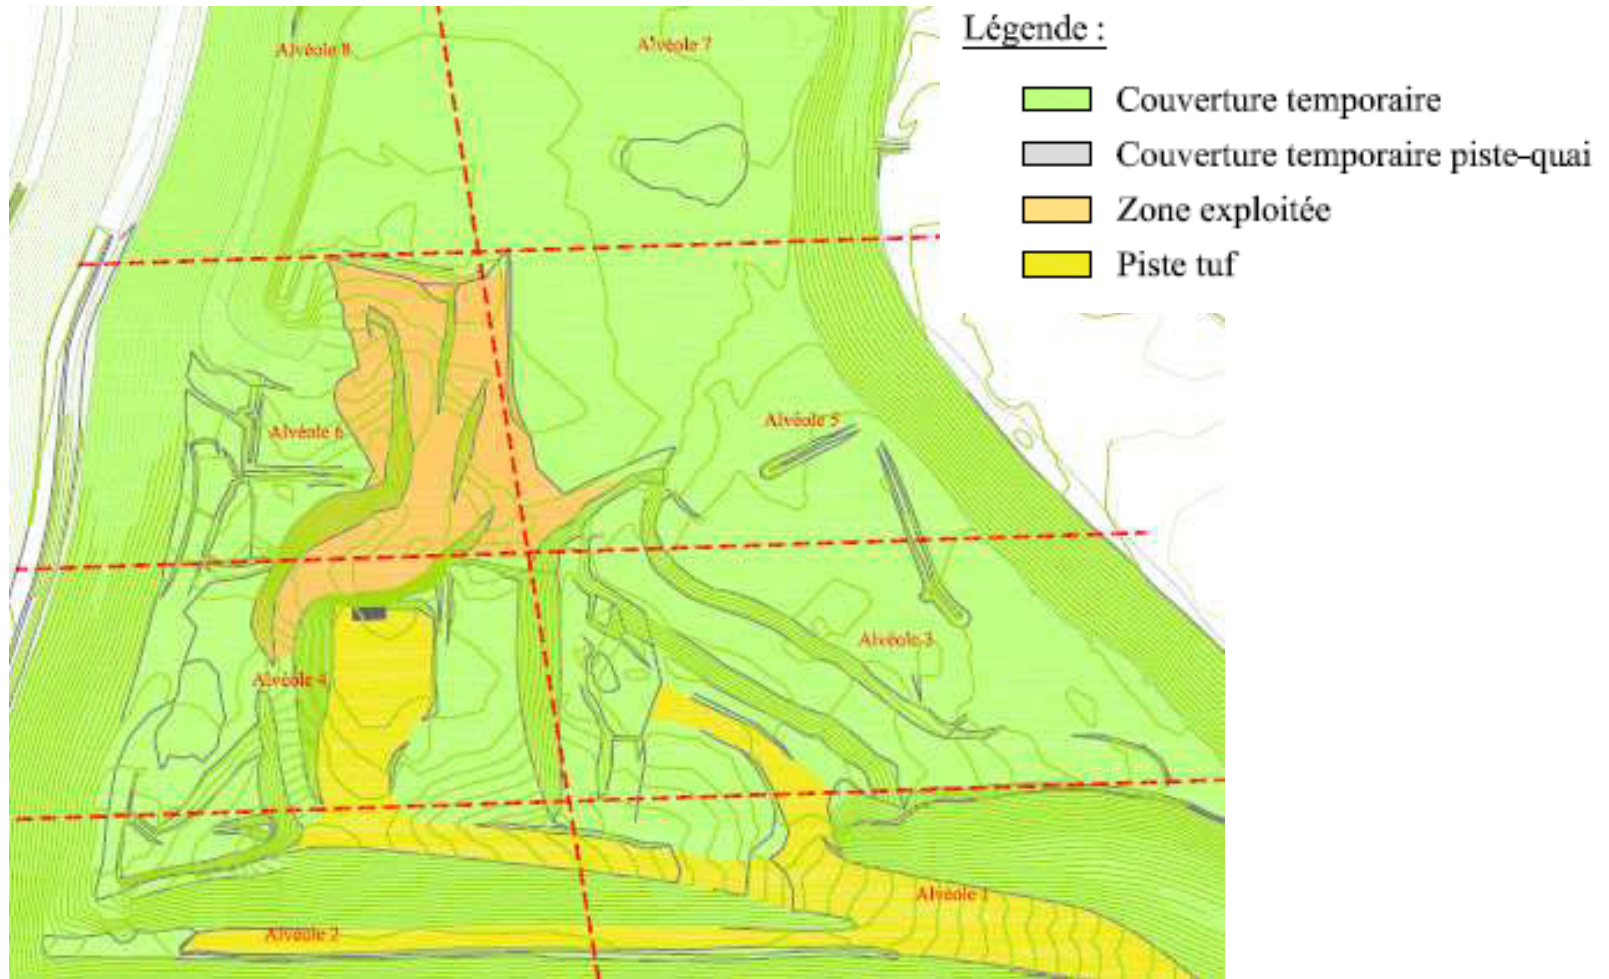 Alvéole 8
Alvéole 7
Légende :
Couverture temporaire
Couverture temporaire piste-quai
Zone exploitée
Piste tuf
Alvéole 5
Alvéole 6
Alvéole 3
Alvéole 4
Alvéole 1
Alvéole 2